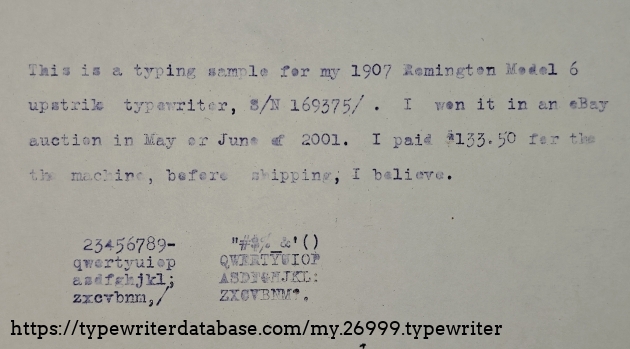 This is a typing sample for my 1907 Remington Model 6
upstrik typewriter, S/N 169375/ . I won it in an eBay
auction in May or June of 2001. I paid $133.50 for the
the machine, before shipping, I believe.
23456789- "#$%_&'()
qwertyuiop QWERTYUIOP
asdfghjkl; ASDFGHJKL:
zxcvbnm,/ ZXCVBNM?.
https://typewriterdatabase.com/my.26999.typewriter